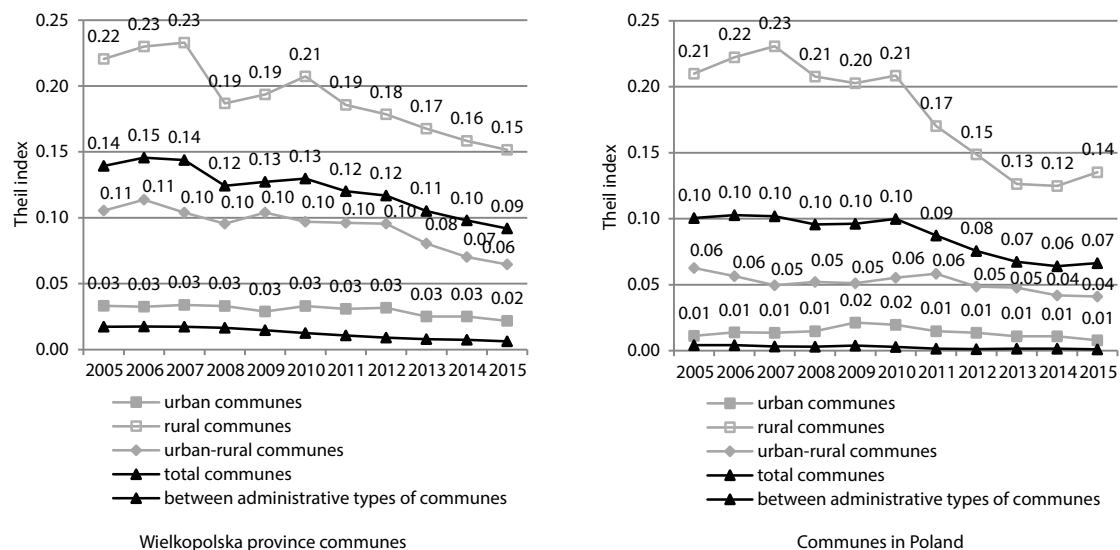 0.25
0.20
0.15
0.10
0.05
0.00
Theil index
0.22 0.23 0.23 0.19 0.19 0.21 0.19 0.18 0.17 0.16 0.15
0.14 0.15 0.14 0.12 0.13 0.13 0.12 0.12 0.11 0.10 0.09
0.11 0.11 0.10 0.10 0.10 0.10 0.10 0.10 0.08 0.07 0.06
0.03 0.03 0.03 0.03 0.03 0.03 0.03 0.03 0.03 0.03 0.02
2005 2006 2007 2008 2009 2010 2011 2012 2013 2014 2015
urban communes
rural communes
urban-rural communes
total communes
between administrative types of communes
Wielkopolska province communes
0.25
0.20
0.15
0.10
0.05
0.00
Theil index
0.21 0.22 0.23 0.21 0.20 0.21 0.17 0.15 0.13 0.12 0.14
0.10 0.10 0.10 0.10 0.10 0.10 0.09 0.08 0.07 0.06 0.07
0.06 0.06 0.05 0.05 0.05 0.06 0.06 0.05 0.05 0.04 0.04
0.01 0.01 0.01 0.01 0.02 0.02 0.01 0.01 0.01 0.01 0.01
2005 2006 2007 2008 2009 2010 2011 2012 2013 2014 2015
urban communes
rural communes
urban-rural communes
total communes
between administrative types of communes
Communes in Poland